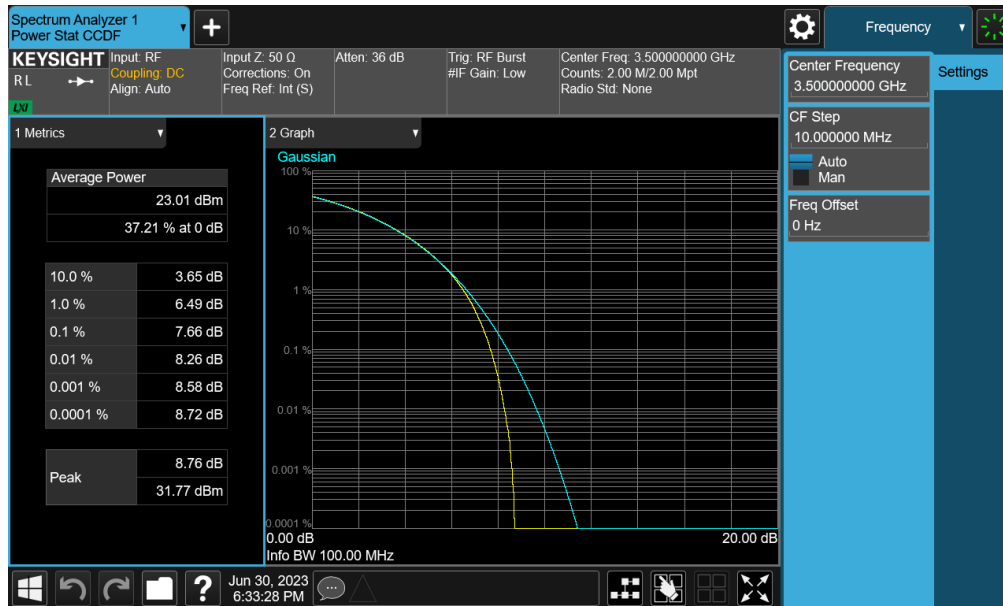 Spectrum Analyzer 1
Power Stat CCDF
Frequency
KEYSIGHT
R L
LXI
Input: RF
Coupling: DC
Align: Auto
Input Z: 50 Ω
Corrections: On
Freq Ref: Int (S)
Atten: 36 dB
Trig: RF Burst
#IF Gain: Low
Center Freq: 3.500000000 GHz
Counts: 2.00 M/2.00 Mpt
Radio Std: None
Center Frequency
3.500000000 GHz
Settings
CF Step
10.000000 MHz
Auto
Man
Freq Offset
0 Hz
1 Metrics
Average Power
23.01 dBm
37.21 % at 0 dB
10.0 % 3.65 dB
1.0 % 6.49 dB
0.1 % 7.66 dB
0.01 % 8.26 dB
0.001 % 8.58 dB
0.0001 % 8.72 dB
Peak
8.76 dB
31.77 dBm
2 Graph
Gaussian
100 %
10 %
1 %
0.1 %
0.01 %
0.001 %
0.0001 %
0.00 dB 20.00 dB
Info BW 100.00 MHz
? Jun 30, 2023
6:33:28 PM